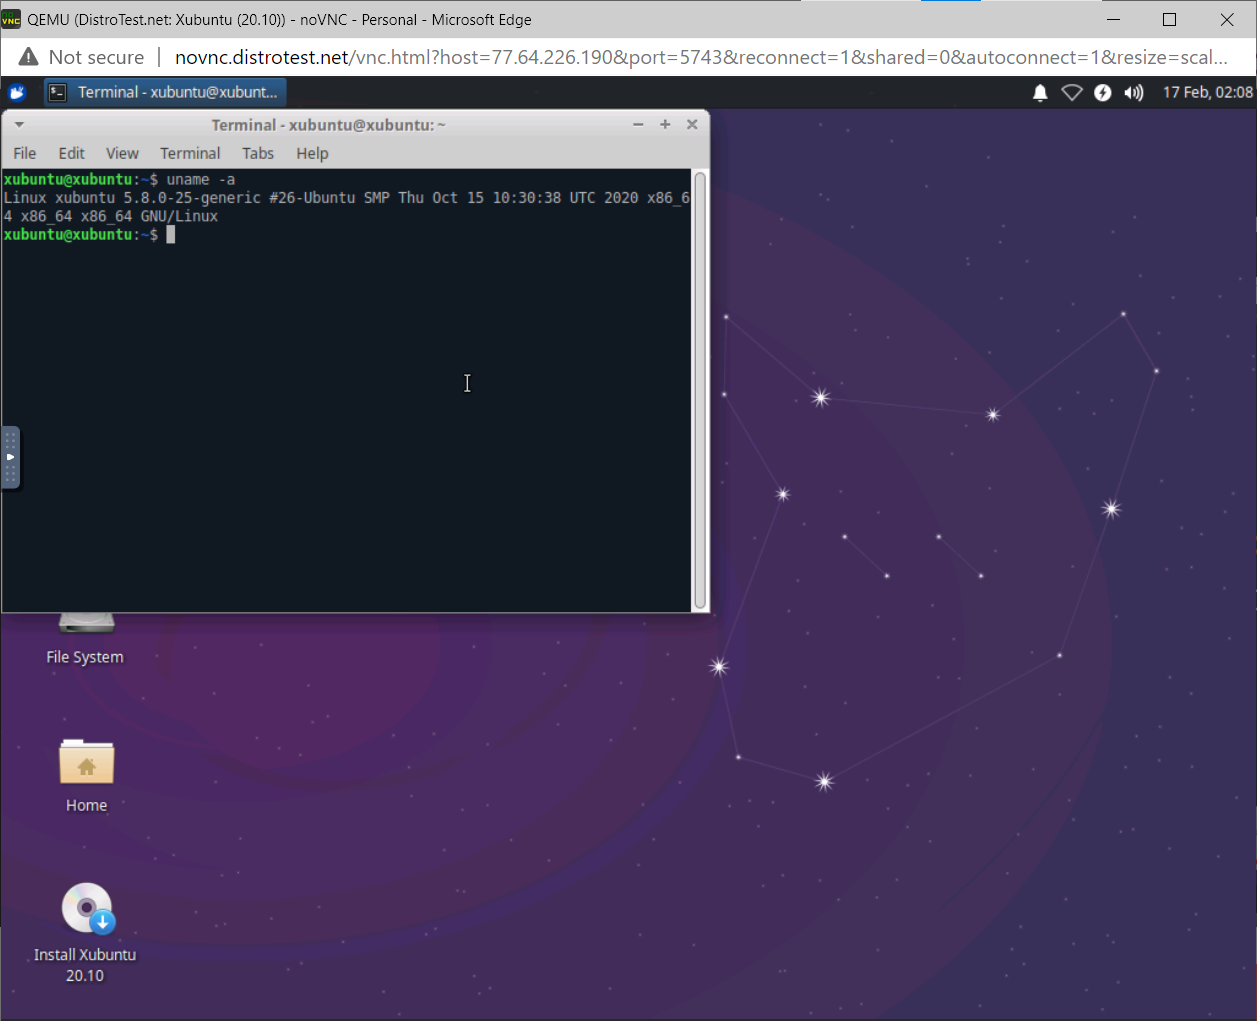 QEMU (DistroTest.net: Xubuntu (20.10)) - noVNC - Personal - Microsoft Edge
Not secure | novnc.distrotest.net/vnc.html?host=77.64.226.190&port=5743&reconnect=1&shared=0&autoconnect=1&resize=scal...
Terminal - xubuntu@xubunt...
17 Feb, 02:08
Terminal - xubuntu@xubuntu: ~
File Edit View Terminal Tabs Help
xubuntu@xubuntu:~$ uname -a
Linux xubuntu 5.8.0-25-generic #26-Ubuntu SMP Thu Oct 15 10:30:38 UTC 2020 x86_6
4 x86_64 x86_64 GNU/Linux
xubuntu@xubuntu:~$
File System
Home
Install Xubuntu
20.10